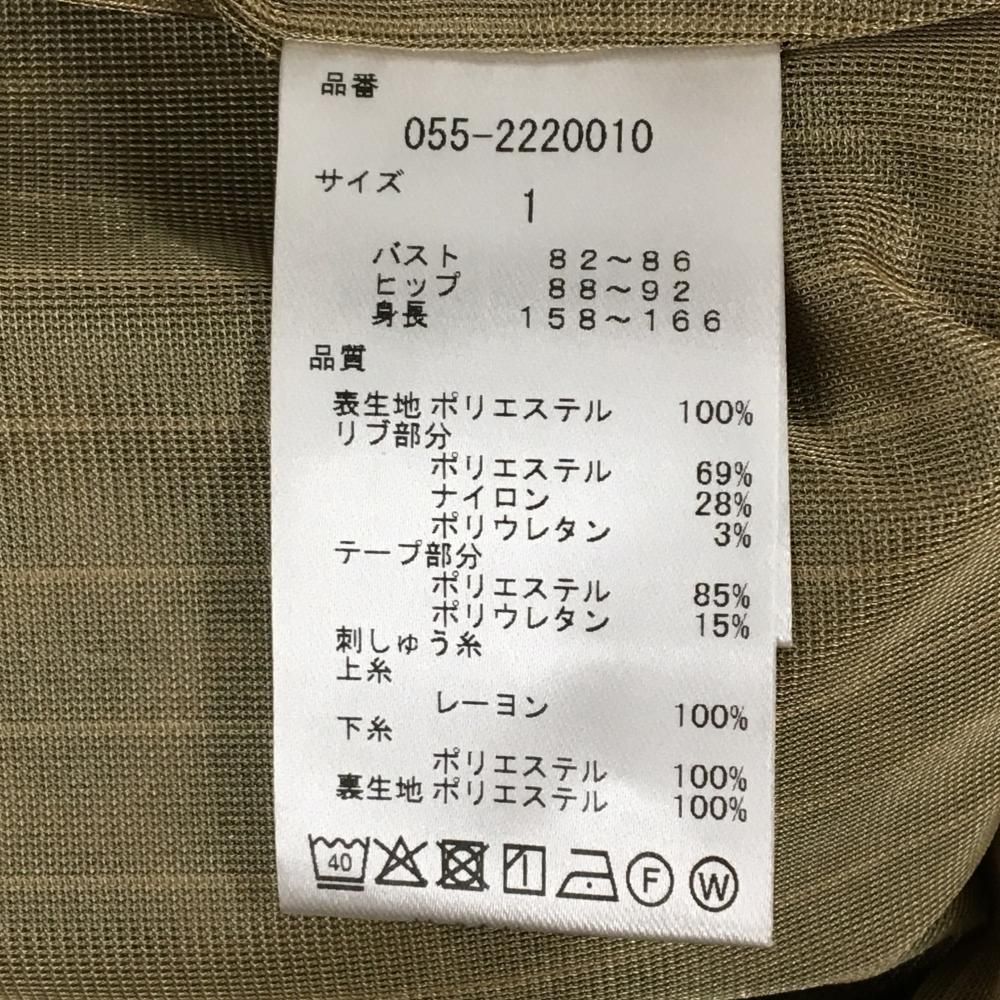 品番
055-2220010
サイズ
1
バスト 82～86
ヒップ 88～92
身長 158～166
品質
表生地 ポリエステル 100%
リブ部分
ポリエステル 69%
ナイロン 28%
ポリウレタン 3%
テープ部分
ポリエステル 85%
ポリウレタン 15%
刺しゅう糸
上糸
レーヨン 100%
下糸
ポリエステル 100%
裏生地 ポリエステル 100%
40 F W